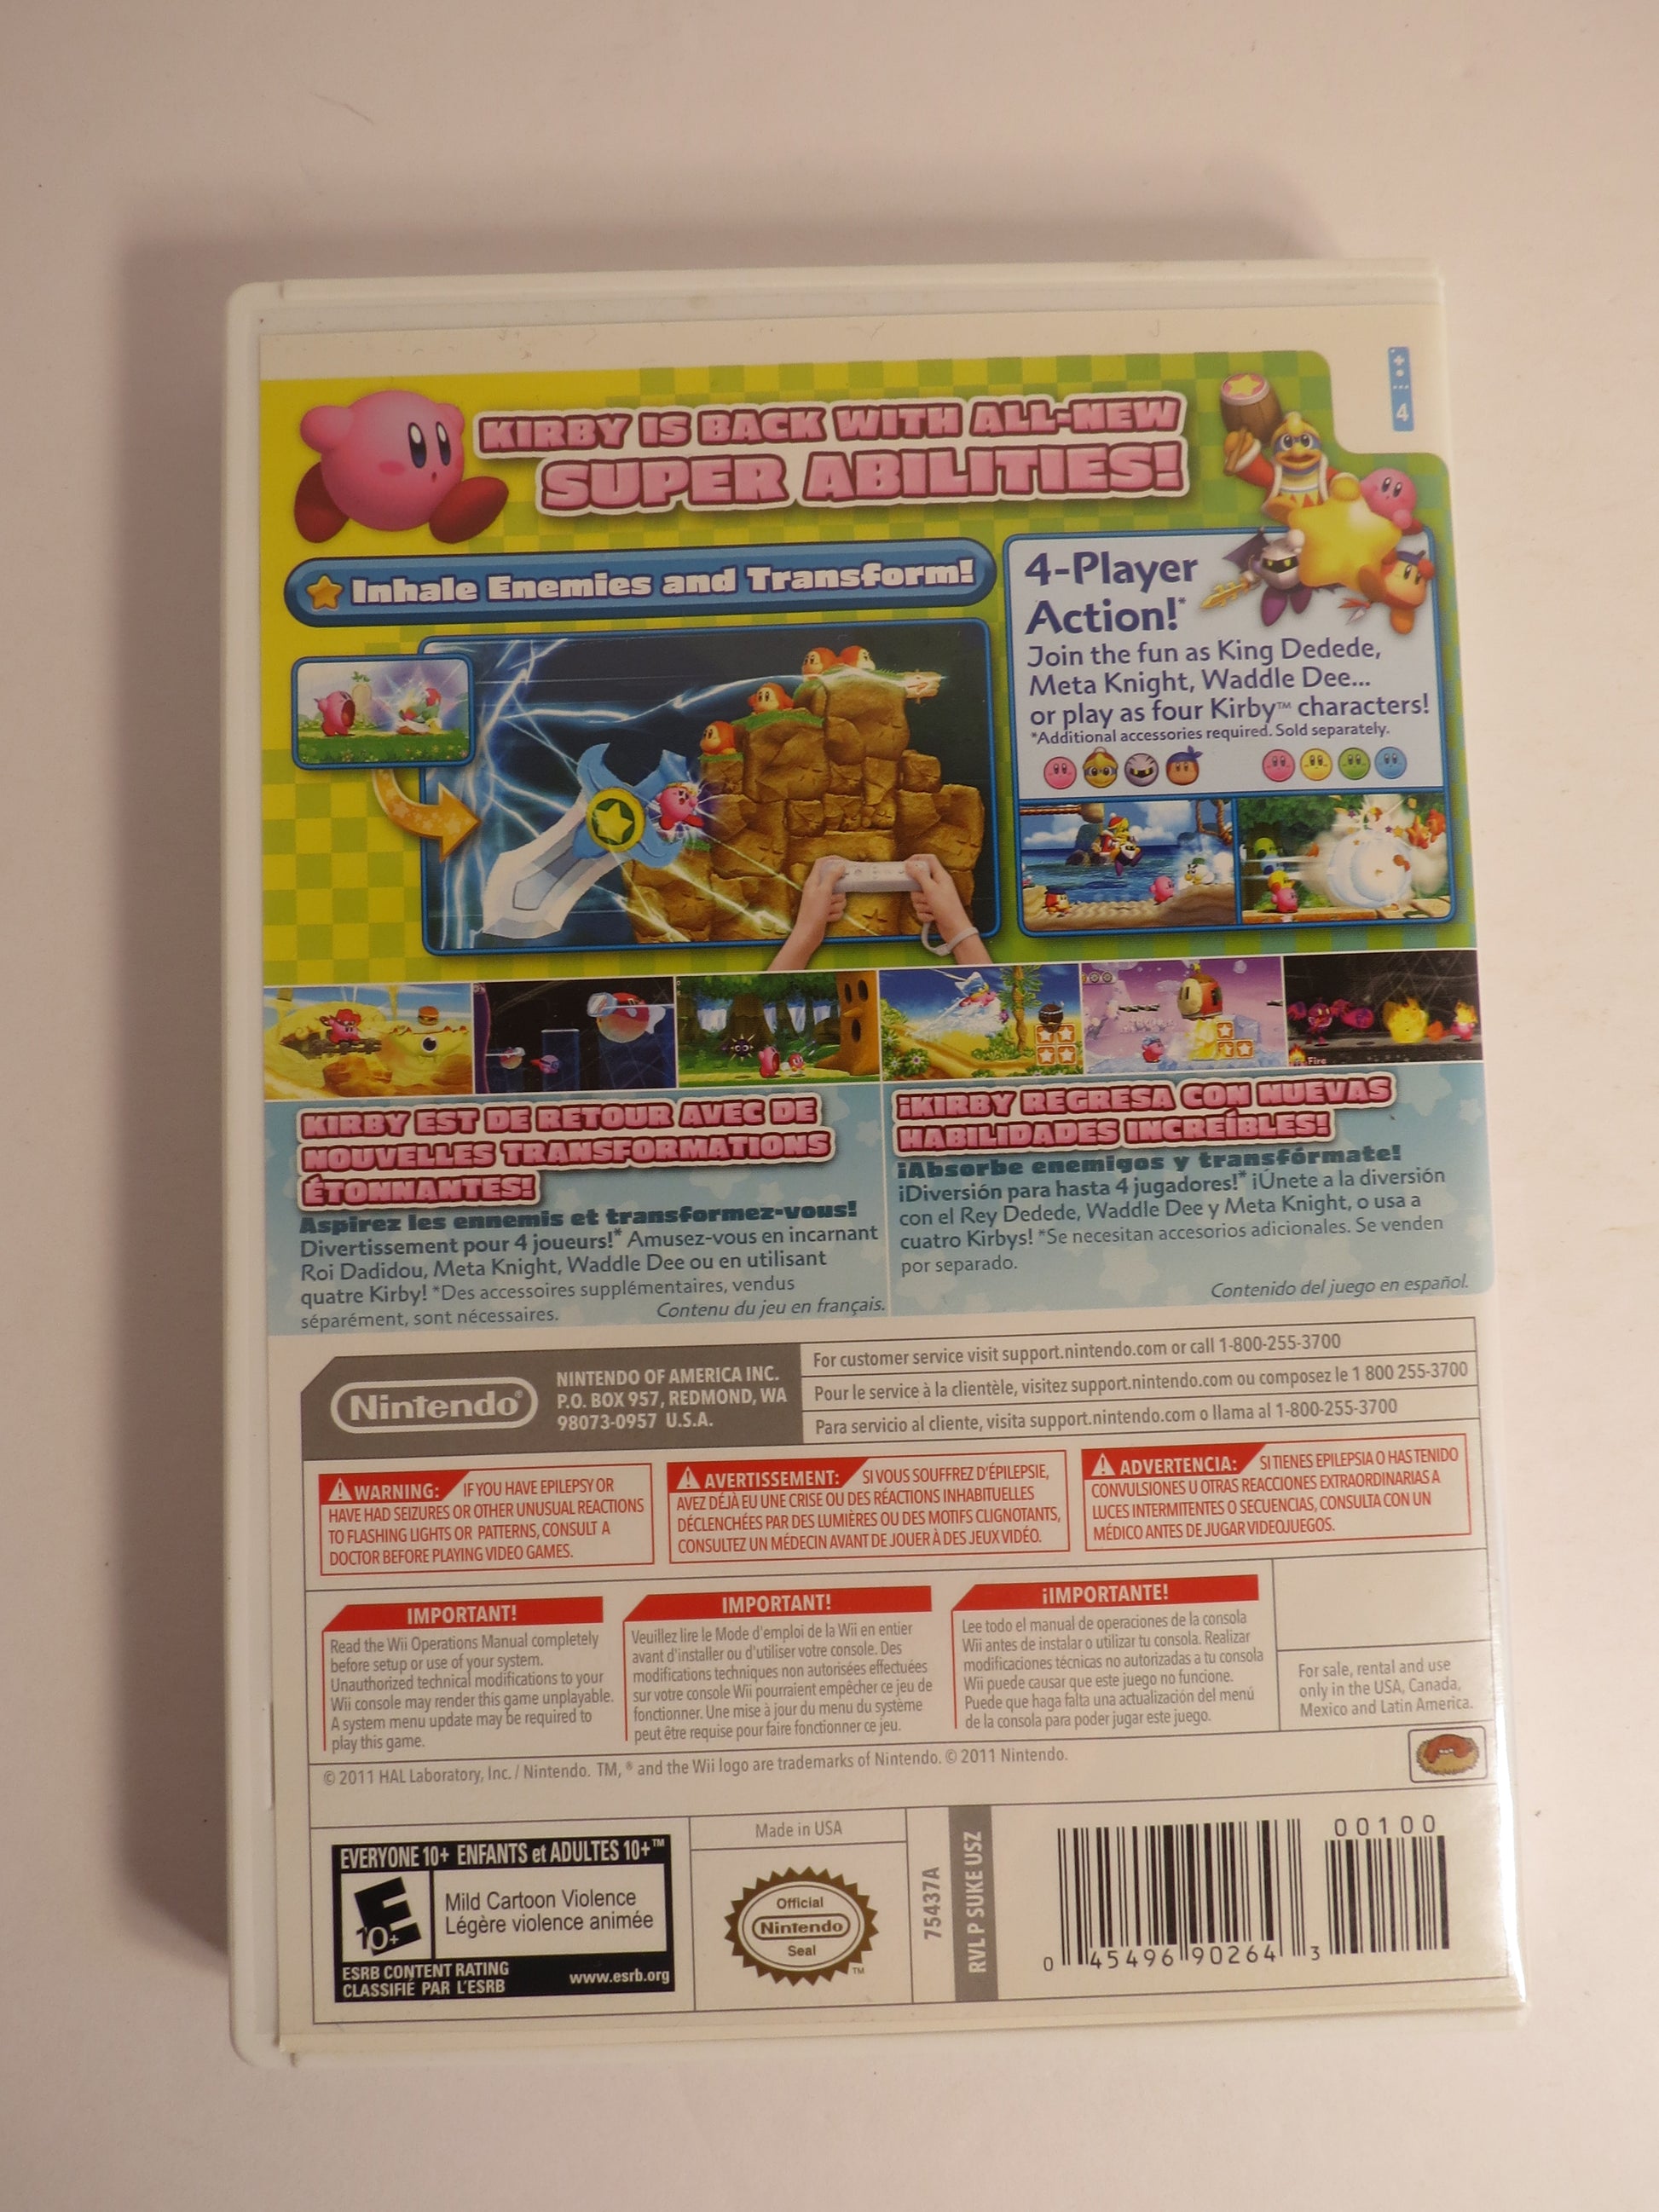 4
KIRBY IS BACK WITH ALL-NEW
SUPER ABILITIES!
Inhale Enemies and Transform!
4-Player
Action!*
Join the fun as King Dedede,
Meta Knight, Waddle Dee...
or play as four Kirby™ characters!
*Additional accessories required. Sold separately.
Fire
KIRBY EST DE RETOUR AVEC DE
NOUVELLES TRANSFORMATIONS
ÉTONNANTES!
Aspirez les ennemis et transformez-vous!
Divertissement pour 4 joueurs!* Amusez-vous en incarnant
Roi Dadidou, Meta Knight, Waddle Dee ou en utilisant
quatre Kirby! *Des accessoires supplémentaires, vendus
séparément, sont nécessaires.
Contenu du jeu en français.
¡KIRBY REGRESA CON NUEVAS
HABILIDADES INCREÍBLES!
¡Absorbe enemigos y transfórmate!
¡Diversión para hasta 4 jugadores!* ¡Únete a la diversión
con el Rey Dedede, Waddle Dee y Meta Knight, o usa a
cuatro Kirbys! *Se necesitan accesorios adicionales. Se venden
por separado.
Contenido del juego en español.
Nintendo®
NINTENDO OF AMERICA INC.
P.O. BOX 957, REDMOND, WA
98073-0957 U.S.A.
For customer service visit support.nintendo.com or call 1-800-255-3700
Pour le service à la clientèle, visitez support.nintendo.com ou composez le 1 800 255-3700
Para servicio al cliente, visita support.nintendo.com o llama al 1-800-255-3700
WARNING: IF YOU HAVE EPILEPSY OR
HAVE HAD SEIZURES OR OTHER UNUSUAL REACTIONS
TO FLASHING LIGHTS OR PATTERNS, CONSULT A
DOCTOR BEFORE PLAYING VIDEO GAMES.
AVERTISSEMENT: SI VOUS SOUFFREZ D'ÉPILEPSIE,
AVEZ DÉJÀ EU UNE CRISE OU DES RÉACTIONS INHABITUELLES
DÉCLENCHÉES PAR DES LUMIÈRES OU DES MOTIFS CLIGNOTANTS,
CONSULTEZ UN MÉDECIN AVANT DE JOUER À DES JEUX VIDÉO.
ADVERTENCIA: SI TIENES EPILEPSIA O HAS TENIDO
CONVULSIONES U OTRAS REACCIONES EXTRAORDINARIAS A
LUCES INTERMITENTES O SECUENCIAS, CONSULTA CON UN
MÉDICO ANTES DE JUGAR VIDEOJUEGOS.
IMPORTANT!
Read the Wii Operations Manual completely
before setup or use of your system.
Unauthorized technical modifications to your
Wii console may render this game unplayable.
A system menu update may be required to
play this game.
IMPORTANT!
Veuillez lire le Mode d'emploi de la Wii en entier
avant d'installer ou d'utiliser votre console. Des
modifications techniques non autorisées effectuées
sur votre console Wii pourraient empêcher ce jeu de
fonctionner. Une mise à jour du menu du système
peut être requise pour faire fonctionner ce jeu.
¡IMPORTANTE!
Lee todo el manual de operaciones de la consola
Wii antes de instalar o utilizar tu consola. Realizar
modificaciones técnicas no autorizadas a tu consola
Wii puede causar que este juego no funcione.
Puede que haga falta una actualización del menú
de la consola para poder jugar este juego.
For sale, rental and use
only in the USA, Canada,
Mexico and Latin America.
© 2011 HAL Laboratory, Inc. / Nintendo. TM, ® and the Wii logo are trademarks of Nintendo. © 2011 Nintendo.
EVERYONE 10+ ENFANTS et ADULTES 10+™
E
10+
Mild Cartoon Violence
Légère violence animée
ESRB CONTENT RATING
CLASSIFIÉ PAR L'ESRB
www.esrb.org
Made in USA
Official
Nintendo
Seal
TM
75437A
RVL P SUKE USZ
00100
0 45496 90264 3